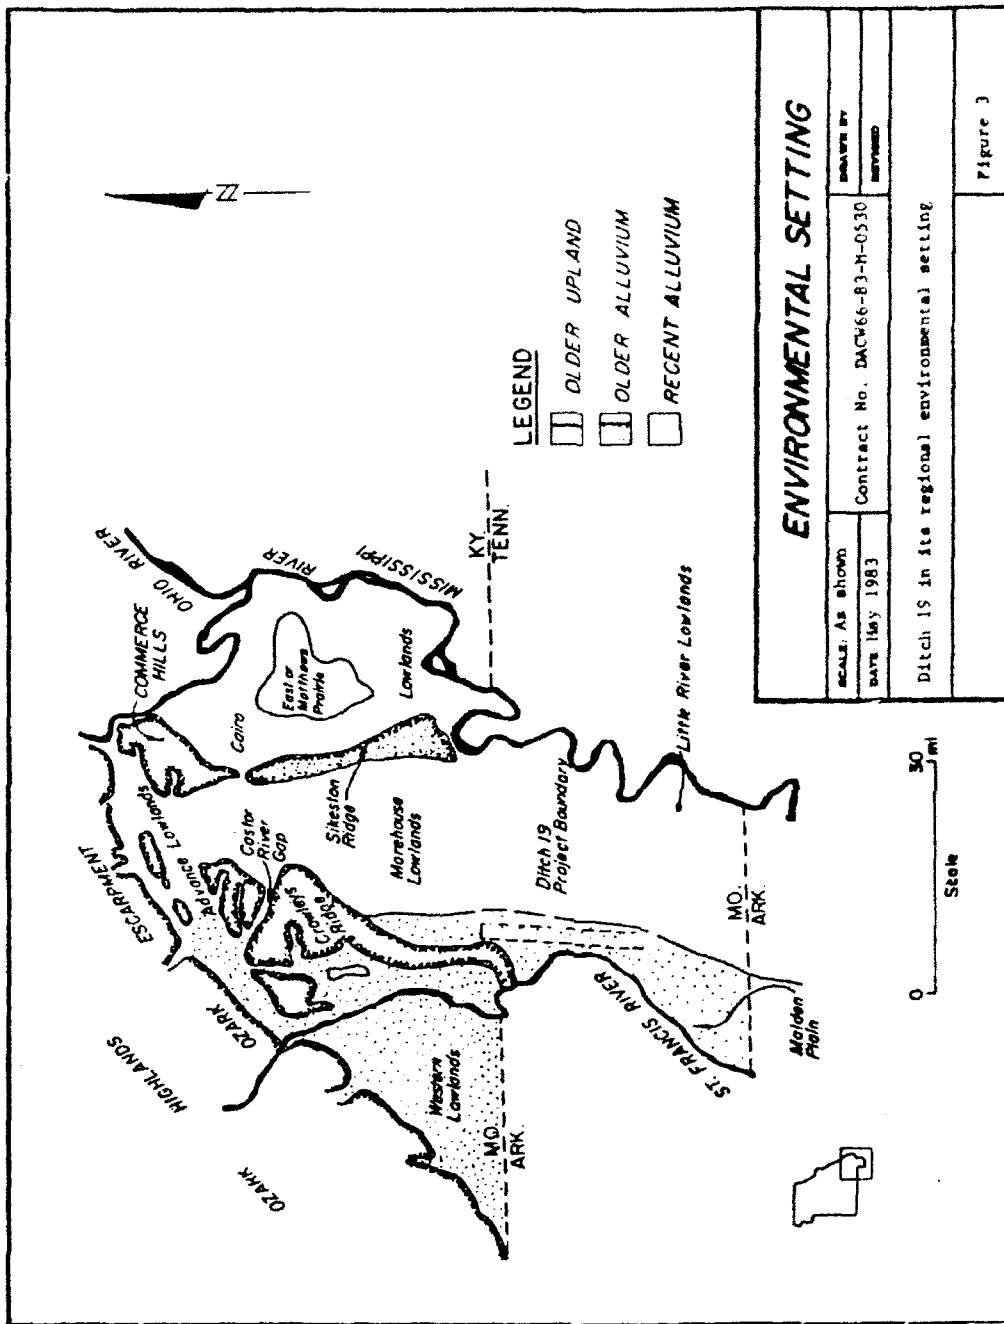 OZARK
HIGHLANDS
OZARK
ESCARPMENT
Advance Lowlands
COMMERCE
HILLS
OHIO RIVER
Castor
River
Gap
Crowleys
Ridge
Cairo
East or
Matthews
Prairie
Lowlands
Sikeston
Ridge
Morehouse
Lowlands
MISSISSIPPI
RIVER
Western
Lowlands
MO.
ARK.
KY.
TENN.
Ditch 19
Project Boundary
ST. FRANCIS RIVER
Little River Lowlands
MO.
ARK.
Malden
Plain
N
LEGEND
OLDER UPLAND
OLDER ALLUVIUM
RECENT ALLUVIUM
0
30
mi
Scale
ENVIRONMENTAL SETTING
SCALE: As shown
DATE May 1983
Contract No. DACW66-83-M-0530
DRAWN BY
REVISED
Ditch 19 in its regional environmental setting
Figure 3